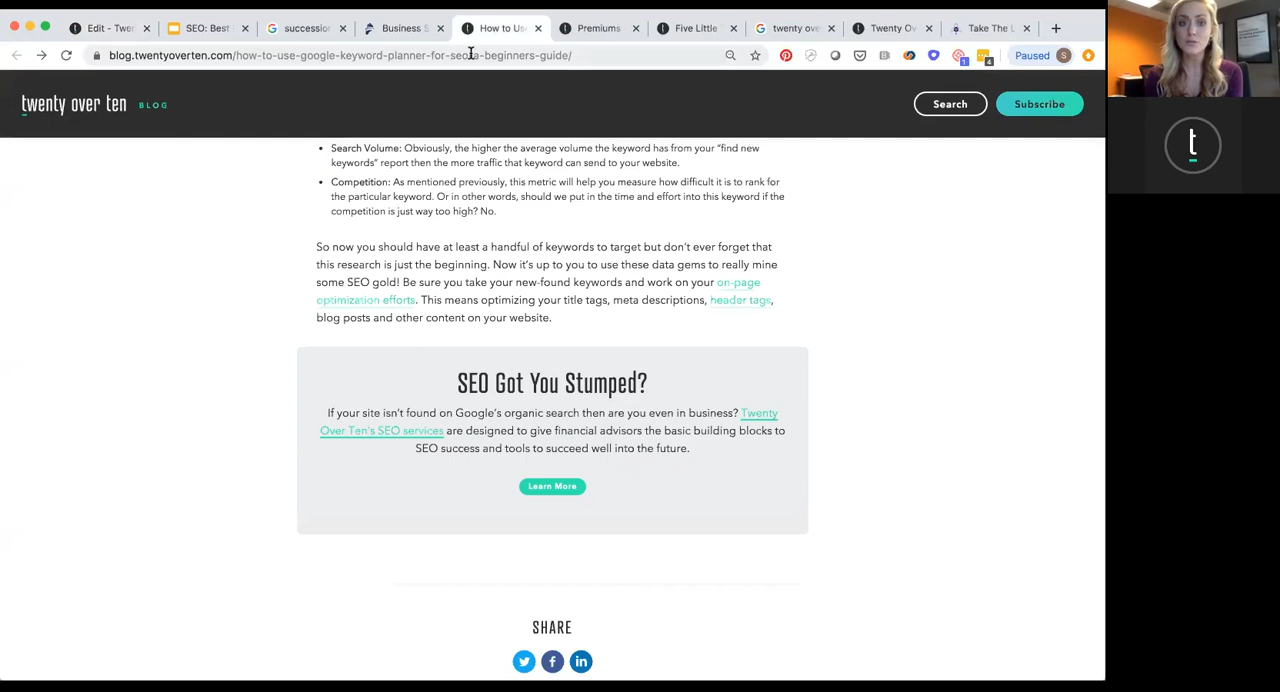 Edit - Twen
SEO: Best
succession
Business S
How to Us
Premiums
Five Little
twenty ove
Twenty Ov
Take The L
blog.twentyoverten.com/how-to-use-google-keyword-planner-for-seo-a-beginners-guide/
1
4
Paused
S
twenty over ten BLOG
Search
Subscribe
t
• Search Volume: Obviously, the higher the average volume the keyword has from your “find new
keywords” report then the more traffic that keyword can send to your website.
• Competition: As mentioned previously, this metric will help you measure how difficult it is to rank for
the particular keyword. Or in other words, should we put in the time and effort into this keyword if the
competition is just way too high? No.
So now you should have at least a handful of keywords to target but don’t ever forget that
this research is just the beginning. Now it’s up to you to use these data gems to really mine
some SEO gold! Be sure you take your new-found keywords and work on your on-page
optimization efforts. This means optimizing your title tags, meta descriptions, header tags,
blog posts and other content on your website.
SEO Got You Stumped?
If your site isn’t found on Google’s organic search then are you even in business? Twenty
Over Ten’s SEO services are designed to give financial advisors the basic building blocks to
SEO success and tools to succeed well into the future.
Learn More
SHARE